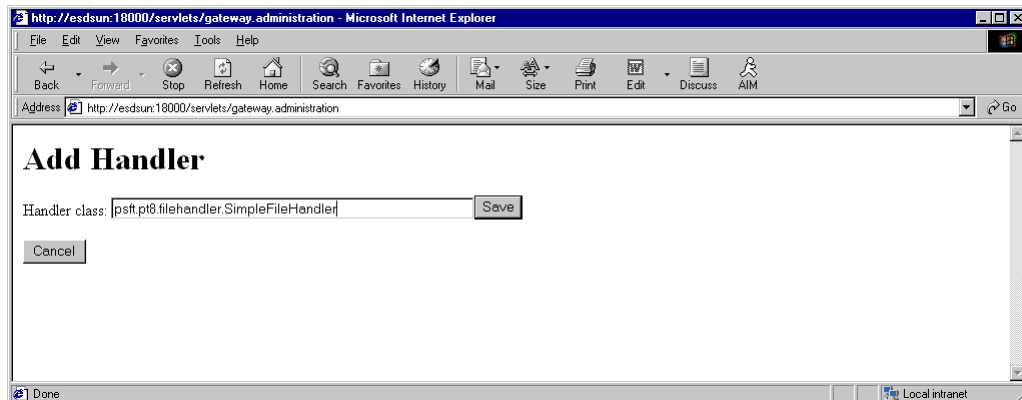 http://esdsun:18000/servlets/gateway.administration - Microsoft Internet Explorer
File Edit View Favorites Tools Help
Back Forward Stop Refresh Home Search Favorites History Mail Size Print Edit Discuss AIM
Address http://esdsun:18000/servlets/gateway.administration Go
Add Handler
Handler class: psft.pt8.filehandler.SimpleFileHandler Save
Cancel
Done Local intranet